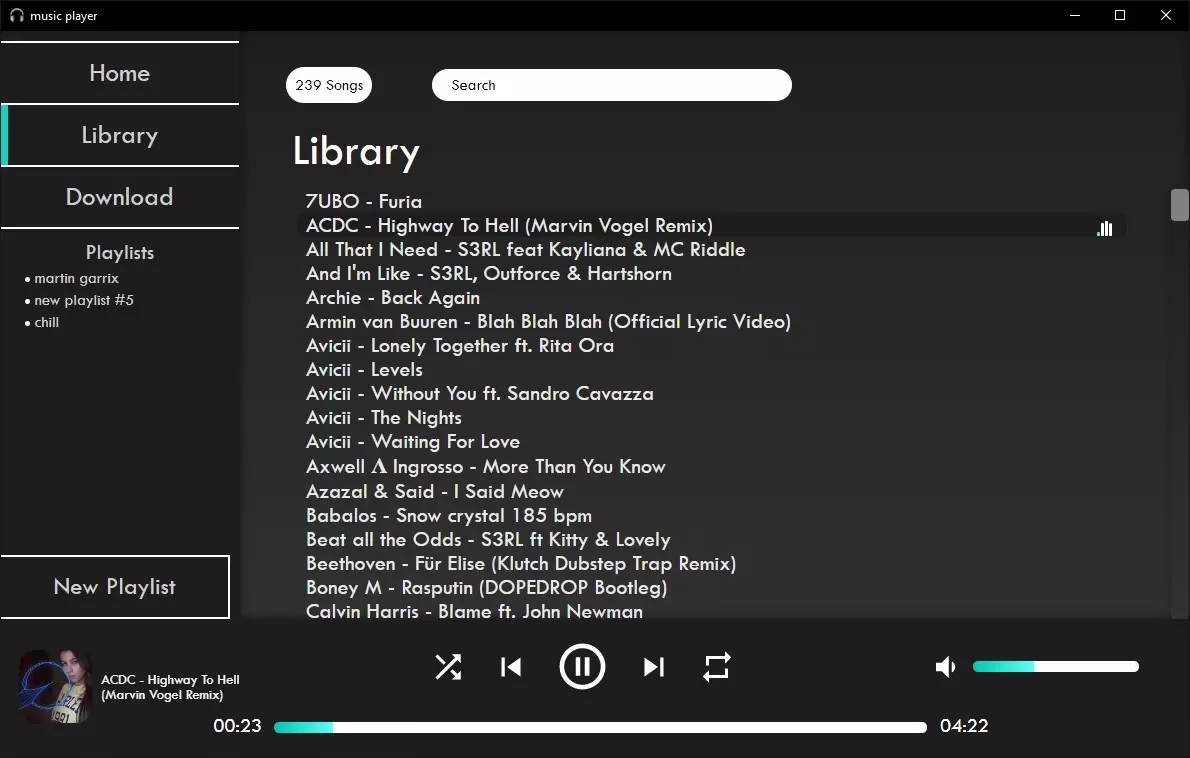 music player
Home
Library
Download
Playlists
• martin garrix
• new playlist #5
• chill
New Playlist
239 Songs
Search
Library
7UBO - Furia
ACDC - Highway To Hell (Marvin Vogel Remix)
All That I Need - S3RL feat Kayliana & MC Riddle
And I'm Like - S3RL, Outforce & Hartshorn
Archie - Back Again
Armin van Buuren - Blah Blah Blah (Official Lyric Video)
Avicii - Lonely Together ft. Rita Ora
Avicii - Levels
Avicii - Without You ft. Sandro Cavazza
Avicii - The Nights
Avicii - Waiting For Love
Axwell Λ Ingrosso - More Than You Know
Azazal & Said - I Said Meow
Babalos - Snow crystal 185 bpm
Beat all the Odds - S3RL ft Kitty & Lovely
Beethoven - Für Elise (Klutch Dubstep Trap Remix)
Boney M - Rasputin (DOPEDROP Bootleg)
Calvin Harris - Blame ft. John Newman
ACDC - Highway To Hell
(Marvin Vogel Remix)
00:23
04:22